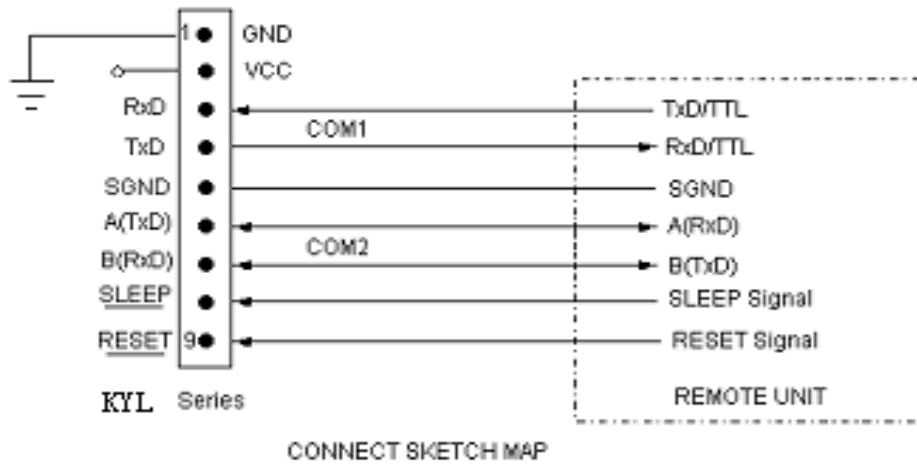 1 GND
VCC
RxD COM1 TxD/TTL
TxD RxD/TTL
SGND SGND
A(TxD) COM2 A(RxD)
B(RxD) B(TxD)
SLEEP SLEEP Signal
RESET 9 RESET Signal
KYL Series REMOTE UNIT
CONNECT SKETCH MAP